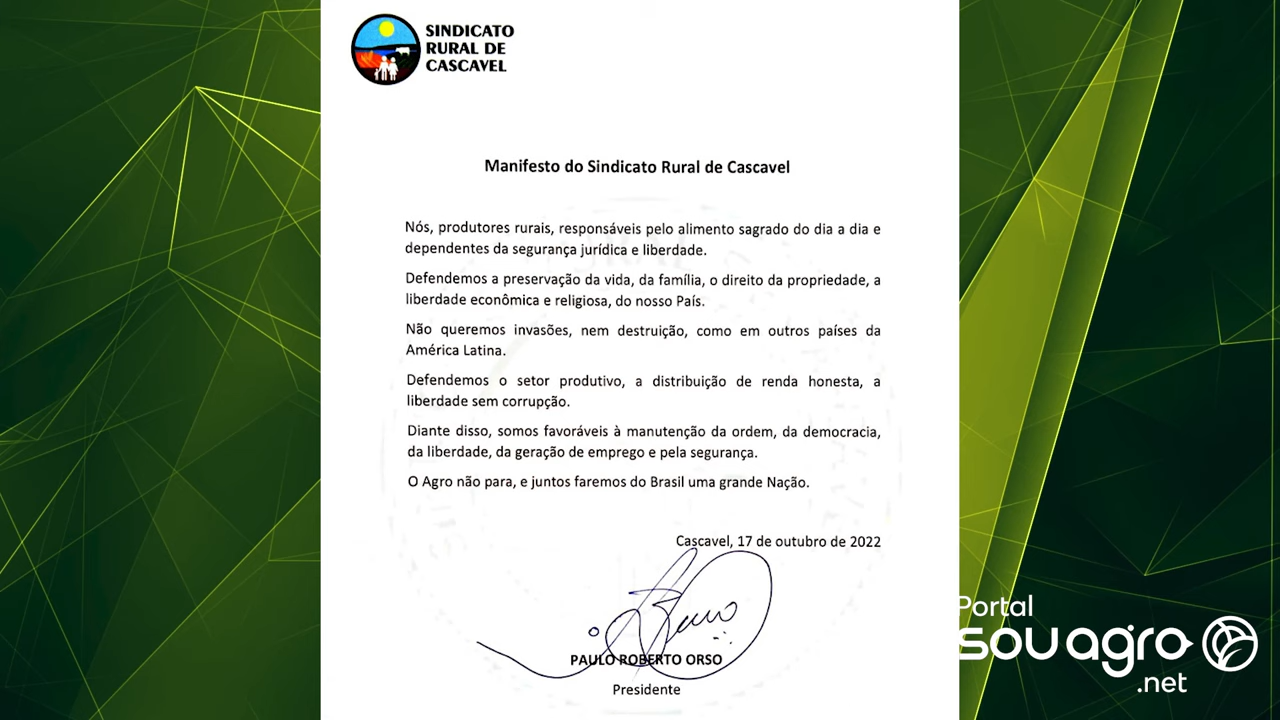 SINDICATO
RURAL DE
CASCAVEL
Manifesto do Sindicato Rural de Cascavel
Nós, produtores rurais, responsáveis pelo alimento sagrado do dia a dia e
dependentes da segurança jurídica e liberdade.
Defendemos a preservação da vida, da família, o direito da propriedade, a
liberdade econômica e religiosa, do nosso País.
Não queremos invasões, nem destruição, como em outros países da
América Latina.
Defendemos o setor produtivo, a distribuição de renda honesta, a
liberdade sem corrupção.
Diante disso, somos favoráveis à manutenção da ordem, da democracia,
da liberdade, da geração de emprego e pela segurança.
O Agro não para, e juntos faremos do Brasil uma grande Nação.
Cascavel, 17 de outubro de 2022
PAULO ROBERTO ORSO
Presidente
Portal
souagro
.net